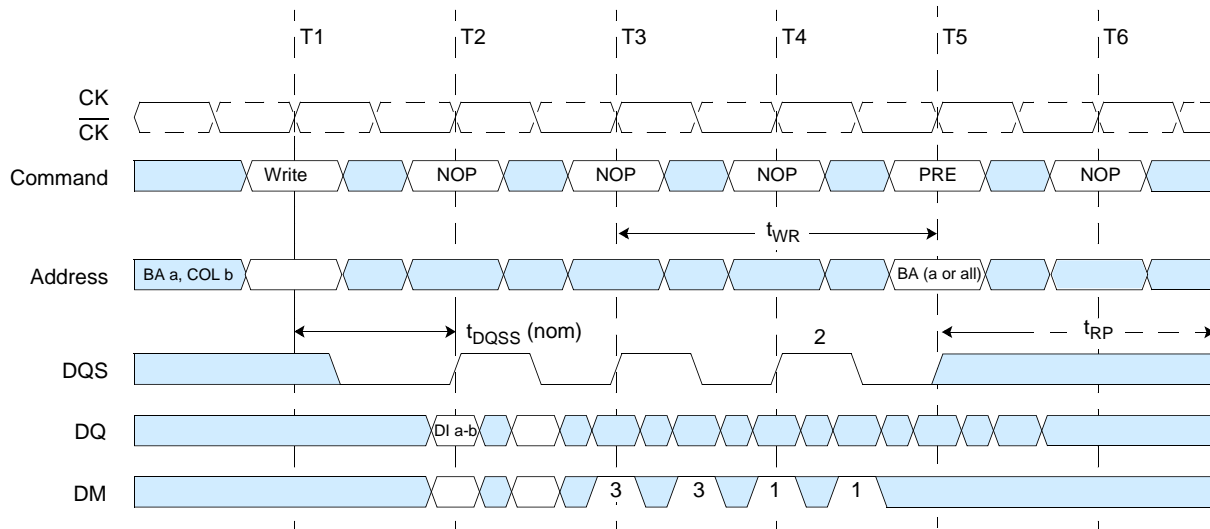 T1 T2 T3 T4 T5 T6
CK
CK
Command Write NOP NOP NOP PRE NOP
tWR
Address BA a, COL b BA (a or all)
tDQSS (nom) 2 tRP
DQS
DQ DI a-b
DM 3 3 1 1